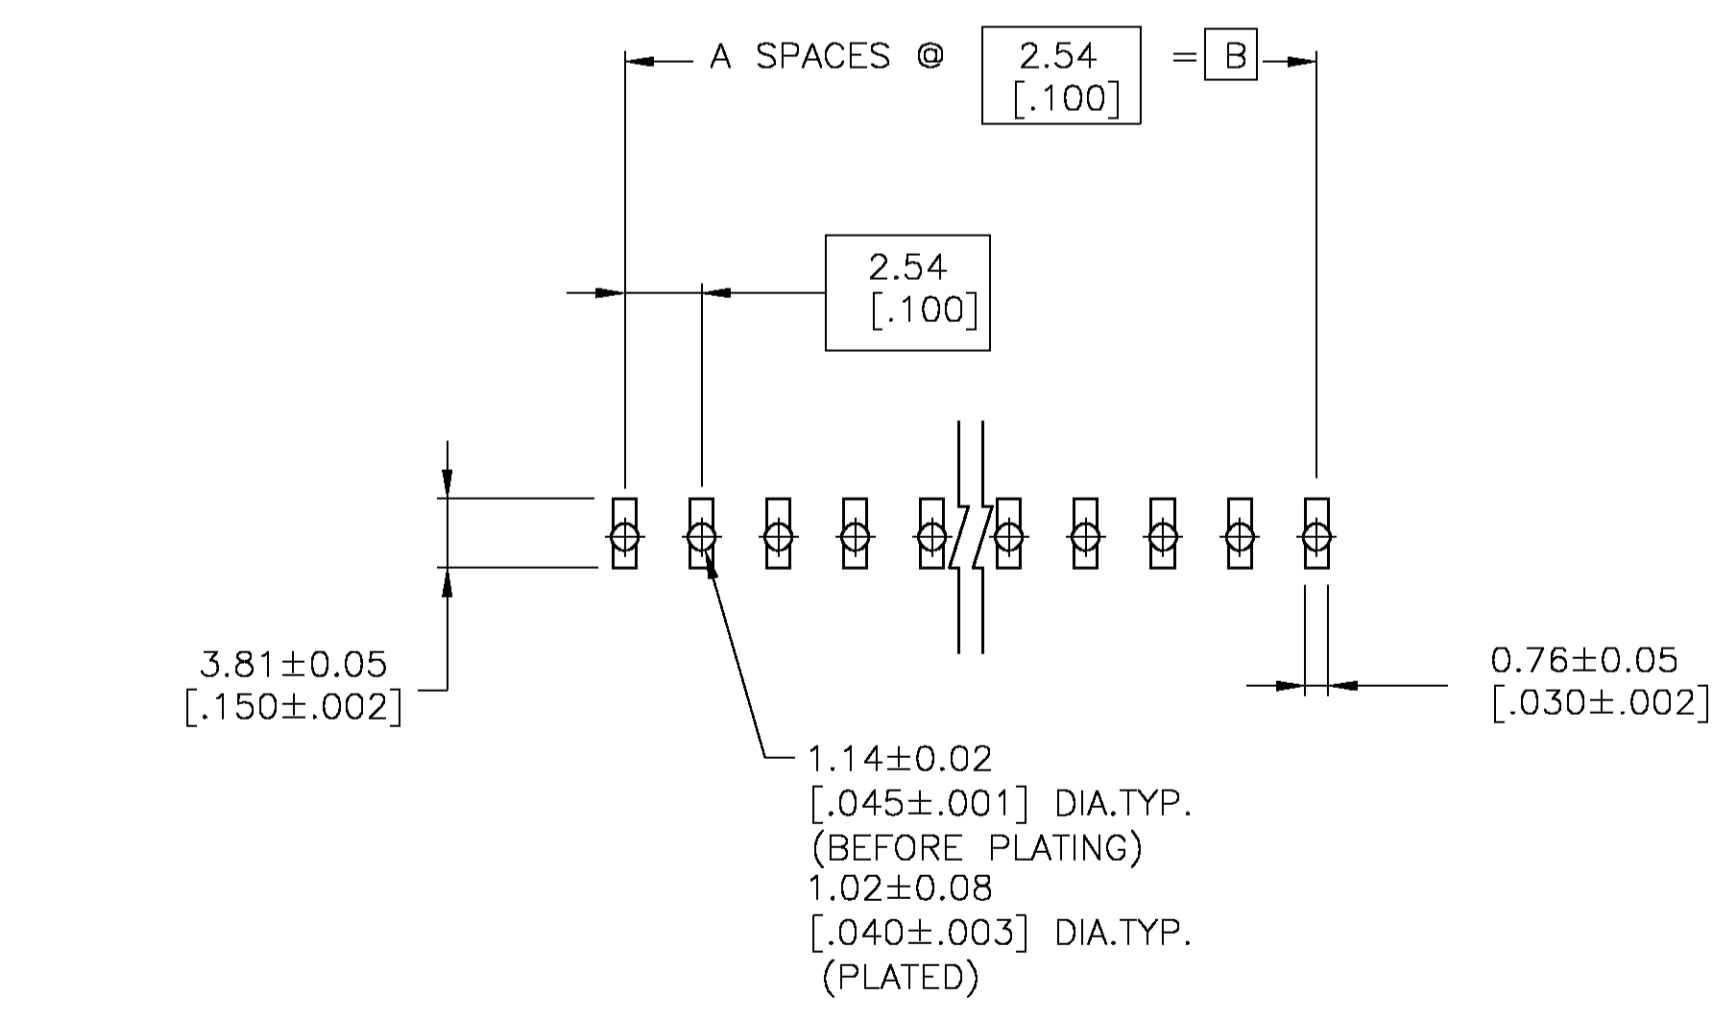 A SPACES @ 2.54 = B
[.100]
2.54
[.100]
3.81±0.05
[.150±.002]
0.76±0.05
[.030±.002]
1.14±0.02
[.045±.001] DIA.TYP.
(BEFORE PLATING)
1.02±0.08
[.040±.003] DIA.TYP.
(PLATED)